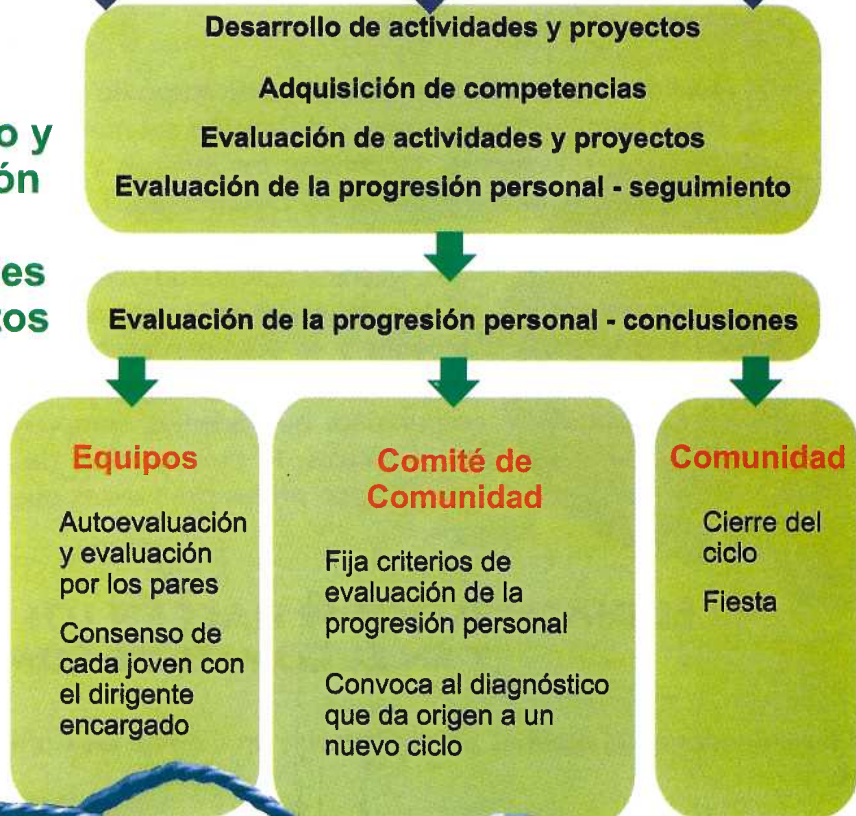 Desarrollo de actividades y proyectos
Adquisición de competencias
Evaluación de actividades y proyectos
Evaluación de la progresión personal - seguimiento
y
Evaluación de la progresión personal - conclusiones
Equipos
Autoevaluación
y evaluación
por los pares
Consenso de
cada joven con
el dirigente
encargado
Comité de
Comunidad
Fija criterios de
evaluación de la
progresión personal
Convoca al diagnóstico
que da origen a un
nuevo ciclo
Comunidad
Cierre del
ciclo
Fiesta